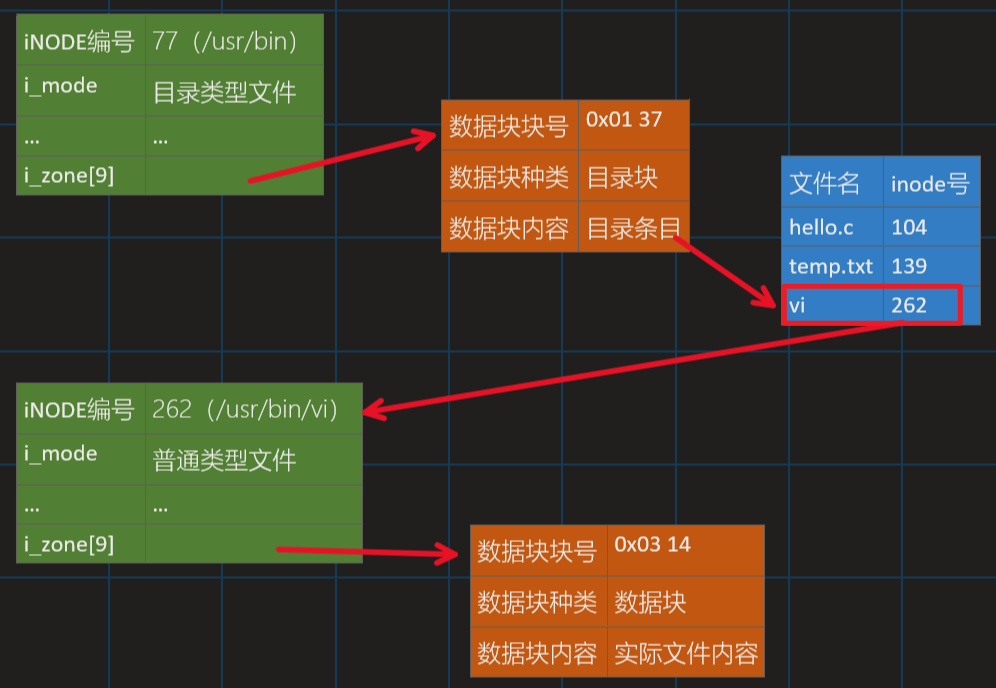 iNODE编号 77（/usr/bin）
i_mode 目录类型文件
... ...
i_zone[9]
数据块块号 0x01 37
数据块种类 目录块
数据块内容 目录条目
文件名 inode号
hello.c 104
temp.txt 139
vi 262
iNODE编号 262（/usr/bin/vi）
i_mode 普通类型文件
... ...
i_zone[9]
数据块块号 0x03 14
数据块种类 数据块
数据块内容 实际文件内容